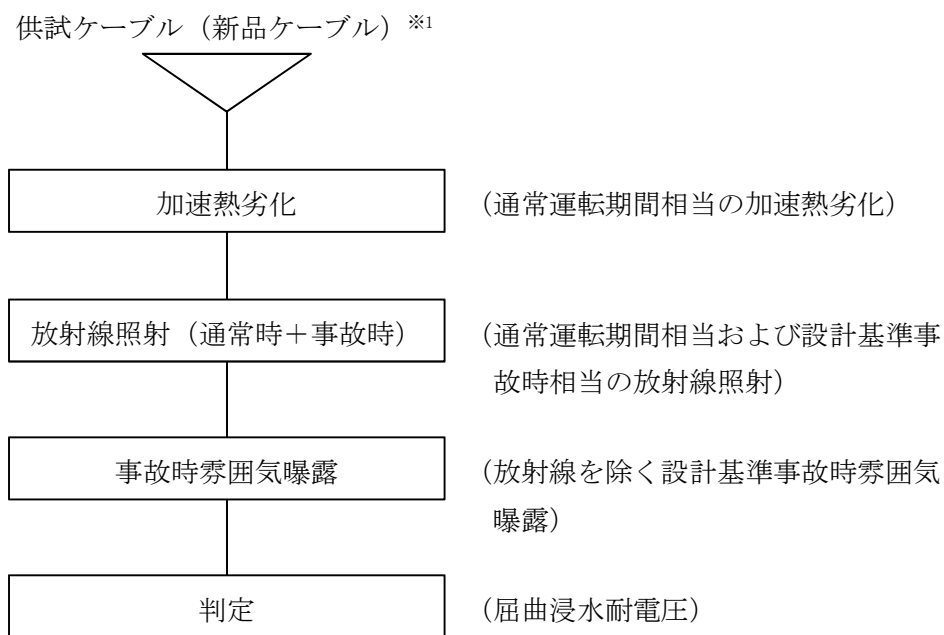 供試ケーブル(新品ケーブル)※1
加速熱劣化 (通常運転期間相当の加速熱劣化)
放射線照射(通常時+事故時) (通常運転期間相当および設計基準事
故時相当の放射線照射)
事故時雰囲気曝露 (放射線を除く設計基準事故時雰囲気
曝露)
判定 (屈曲浸水耐電圧)